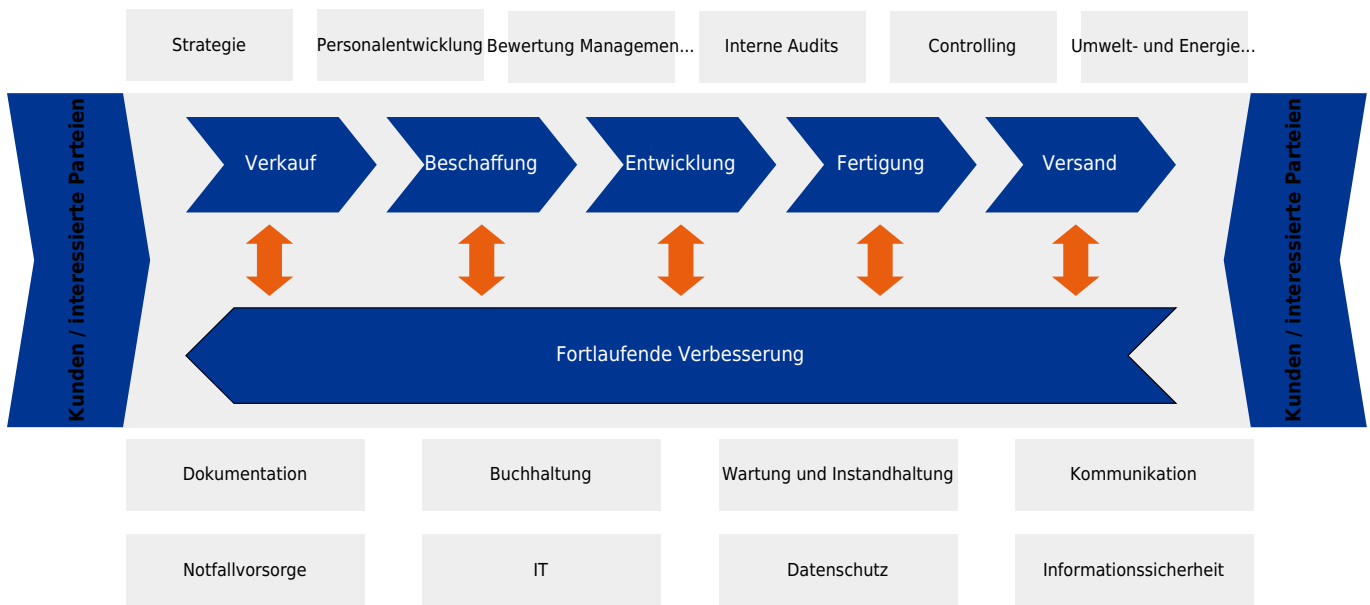 Strategie
Personalentwicklung
Bewertung Managemen...
Interne Audits
Controlling
Umwelt- und Energie...
Kunden / interessierte Parteien
Verkauf
Beschaffung
Entwicklung
Fertigung
Versand
Kunden / interessierte Parteien
Fortlaufende Verbesserung
Dokumentation
Buchhaltung
Wartung und Instandhaltung
Kommunikation
Notfallvorsorge
IT
Datenschutz
Informationssicherheit